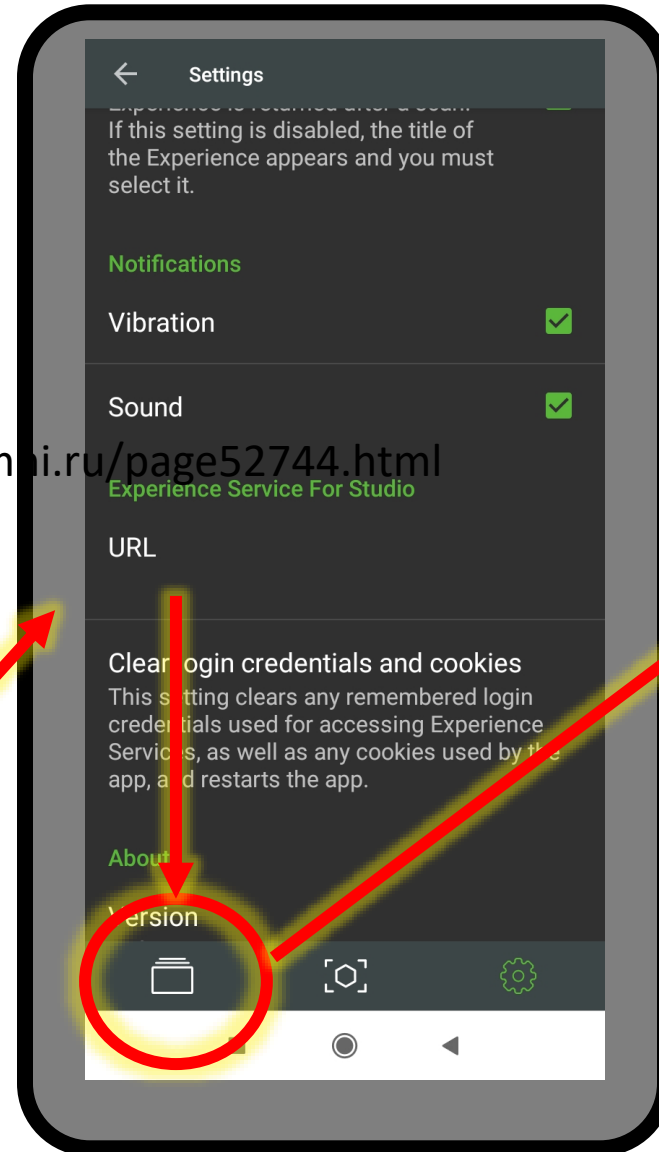 Settings
If this setting is disabled, the title of
the Experience appears and you must
select it.
Notifications
Vibration
Sound
i.ru/page52744.html
Experience Service For Studio
URL
Clear login credentials and cookies
This setting clears any remembered login
credentials used for accessing Experience
Services, as well as any cookies used by the
app, and restarts the app.
About
Version